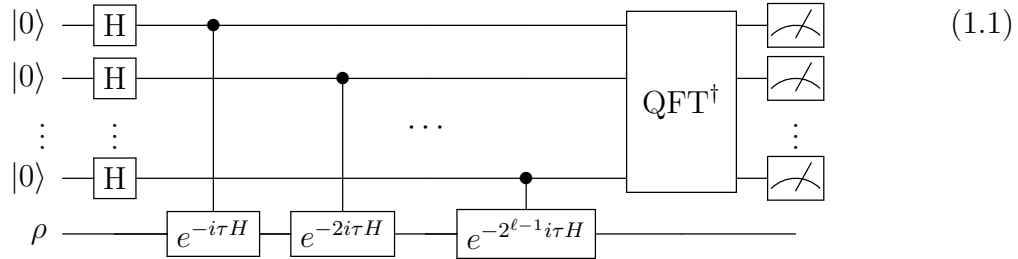 |0⟩ H (1.1)
|0⟩ H
⋮ ⋮ ⋯ QFT† ⋮
|0⟩ H
ρ e^{-iτH} e^{-2iτH} e^{-2^{ℓ-1}iτH}